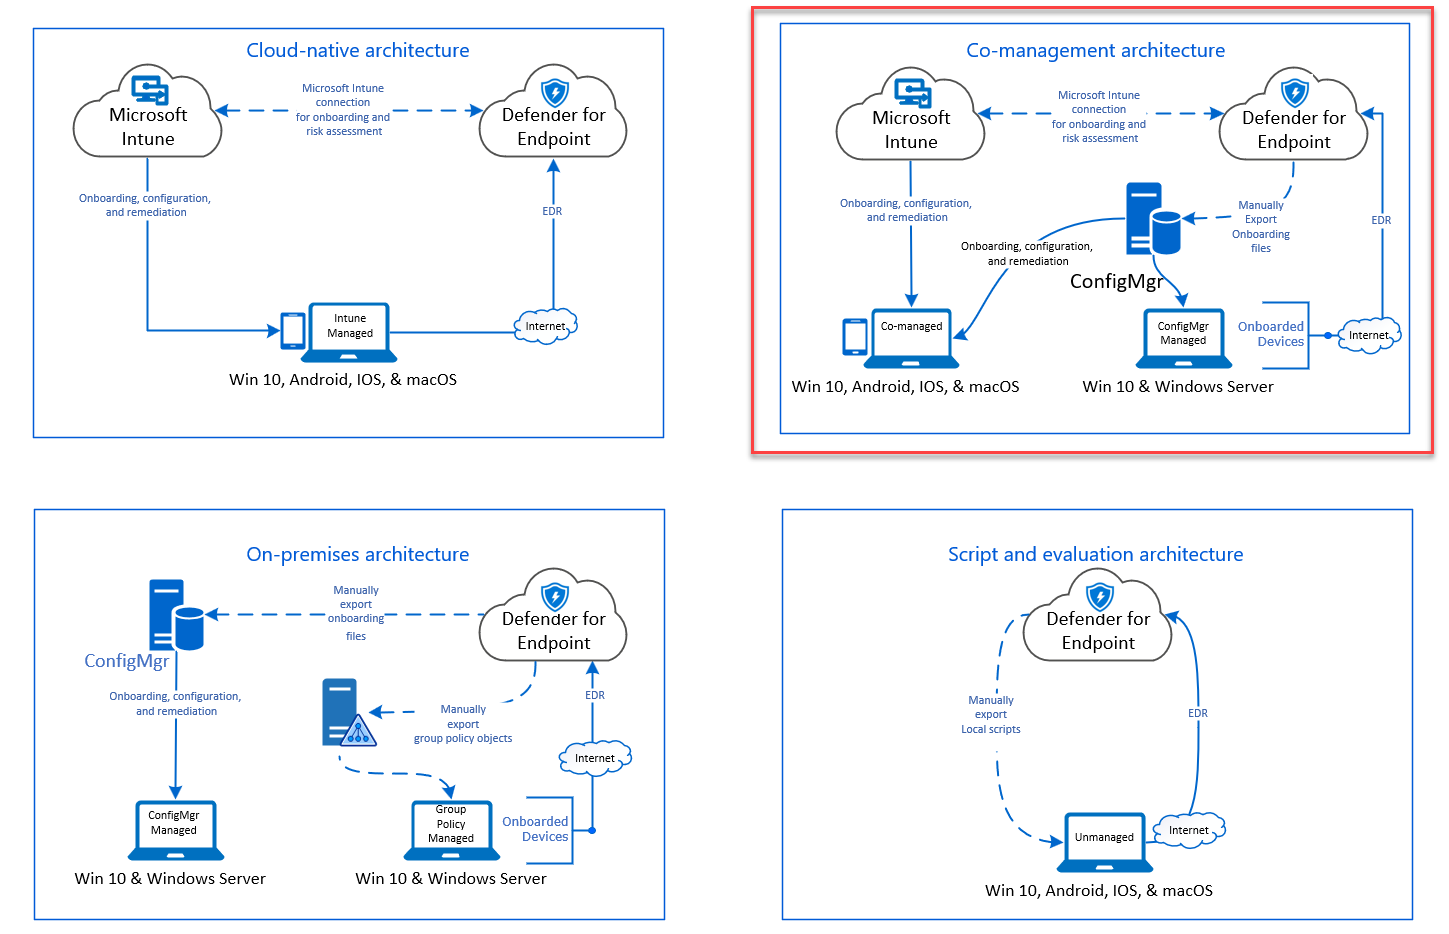 Cloud-native architecture
Microsoft
Intune
Microsoft Intune
connection
for onboarding and
risk assessment
Defender for
Endpoint
Onboarding, configuration,
and remediation
EDR
Intune
Managed
Internet
Win 10, Android, IOS, & macOS
Co-management architecture
Microsoft
Intune
Microsoft Intune
connection
for onboarding and
risk assessment
Defender for
Endpoint
Onboarding, configuration,
and remediation
Manually
Export
Onboarding
files
EDR
Onboarding, configuration,
and remediation
ConfigMgr
Co-managed
ConfigMgr
Managed
Onboarded
Devices
Internet
Win 10, Android, IOS, & macOS
Win 10 & Windows Server
On-premises architecture
Manually
export
onboarding
files
Defender for
Endpoint
ConfigMgr
Onboarding, configuration,
and remediation
EDR
Manually
export
group policy objects
Internet
ConfigMgr
Managed
Group
Policy
Managed
Onboarded
Devices
Win 10 & Windows Server
Win 10 & Windows Server
Script and evaluation architecture
Defender for
Endpoint
Manually
export
Local scripts
EDR
Unmanaged
Internet
Win 10, Android, IOS, & macOS